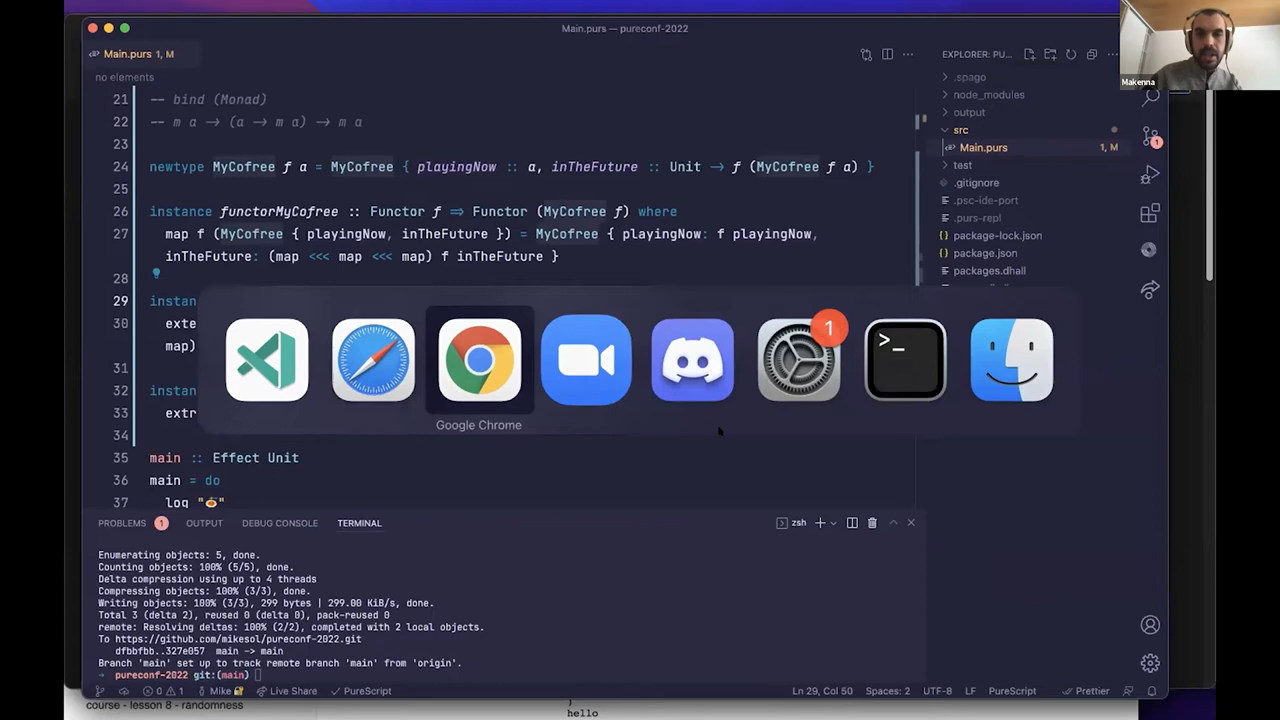 Main.purs — pureconf-2022
Main.purs 1, M
EXPLORER: PU...
Makenna
no elements
21 -- bind (Monad)
22 -- m a → (a → m a) → m a
23
24 newtype MyCofree f a = MyCofree { playingNow :: a, inTheFuture :: Unit → f (MyCofree f a) }
25
26 instance functorMyCofree :: Functor f ⇒ Functor (MyCofree f) where
27 map f (MyCofree { playingNow, inTheFuture }) = MyCofree { playingNow: f playingNow,
inTheFuture: (map <<< map <<< map) f inTheFuture }
28
29 instan
30 exte
map)
31
32 instan
33 extr
34
35 main :: Effect Unit
36 main = do
37 log "🍝"
.spago
node_modules
output
src
Main.purs 1, M
test
.gitignore
.psc-ide-port
.purs-repl
package-lock.json
package.json
packages.dhall
1
1
>_
Google Chrome
PROBLEMS 1 OUTPUT DEBUG CONSOLE TERMINAL
zsh
Enumerating objects: 5, done.
Counting objects: 100% (5/5), done.
Delta compression using up to 4 threads
Compressing objects: 100% (3/3), done.
Writing objects: 100% (3/3), 299 bytes | 299.00 KiB/s, done.
Total 3 (delta 2), reused 0 (delta 0), pack-reused 0
remote: Resolving deltas: 100% (2/2), completed with 2 local objects.
To https://github.com/mikesol/pureconf-2022.git
dfbbfbb..327e057 main -> main
Branch 'main' set up to track remote branch 'main' from 'origin'.
→ pureconf-2022 git:(main)
0 1 Mike Live Share PureScript
Ln 29, Col 50 Spaces: 2 UTF-8 LF PureScript Prettier
course - lesson 8 - randomness
}
hello